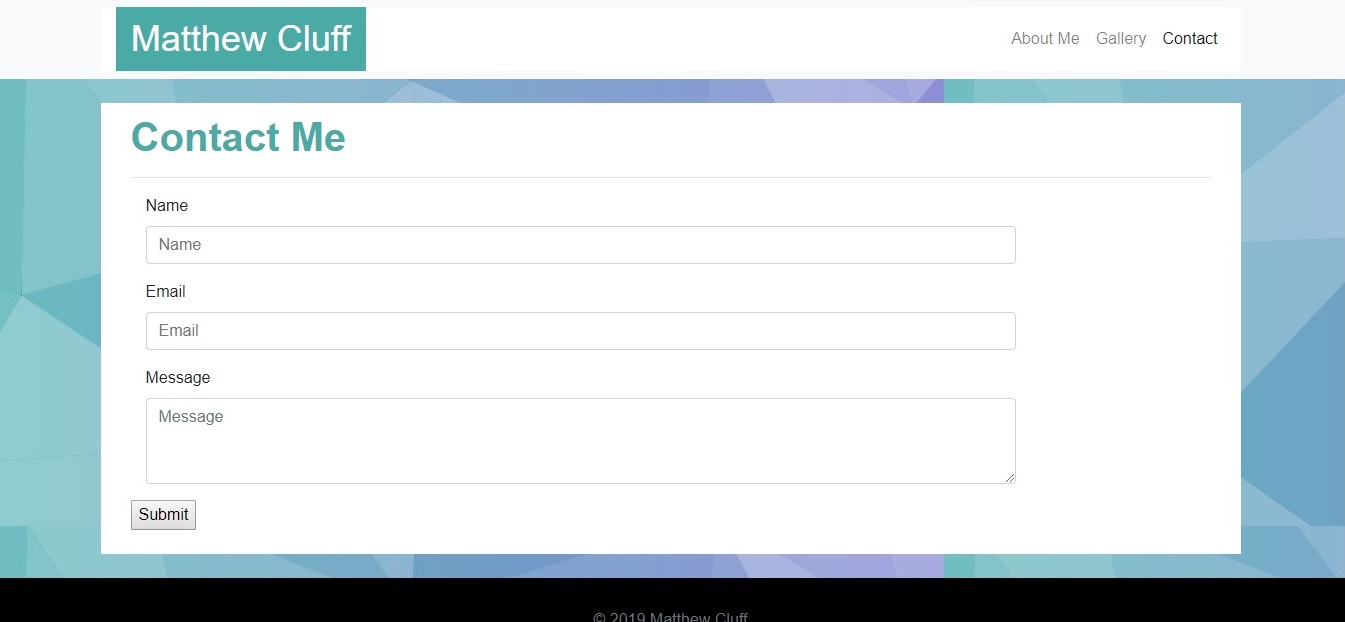 Matthew Cluff
About Me Gallery Contact
Contact Me
Name
Name
Email
Email
Message
Message
Submit
© 2019 Matthew Cluff